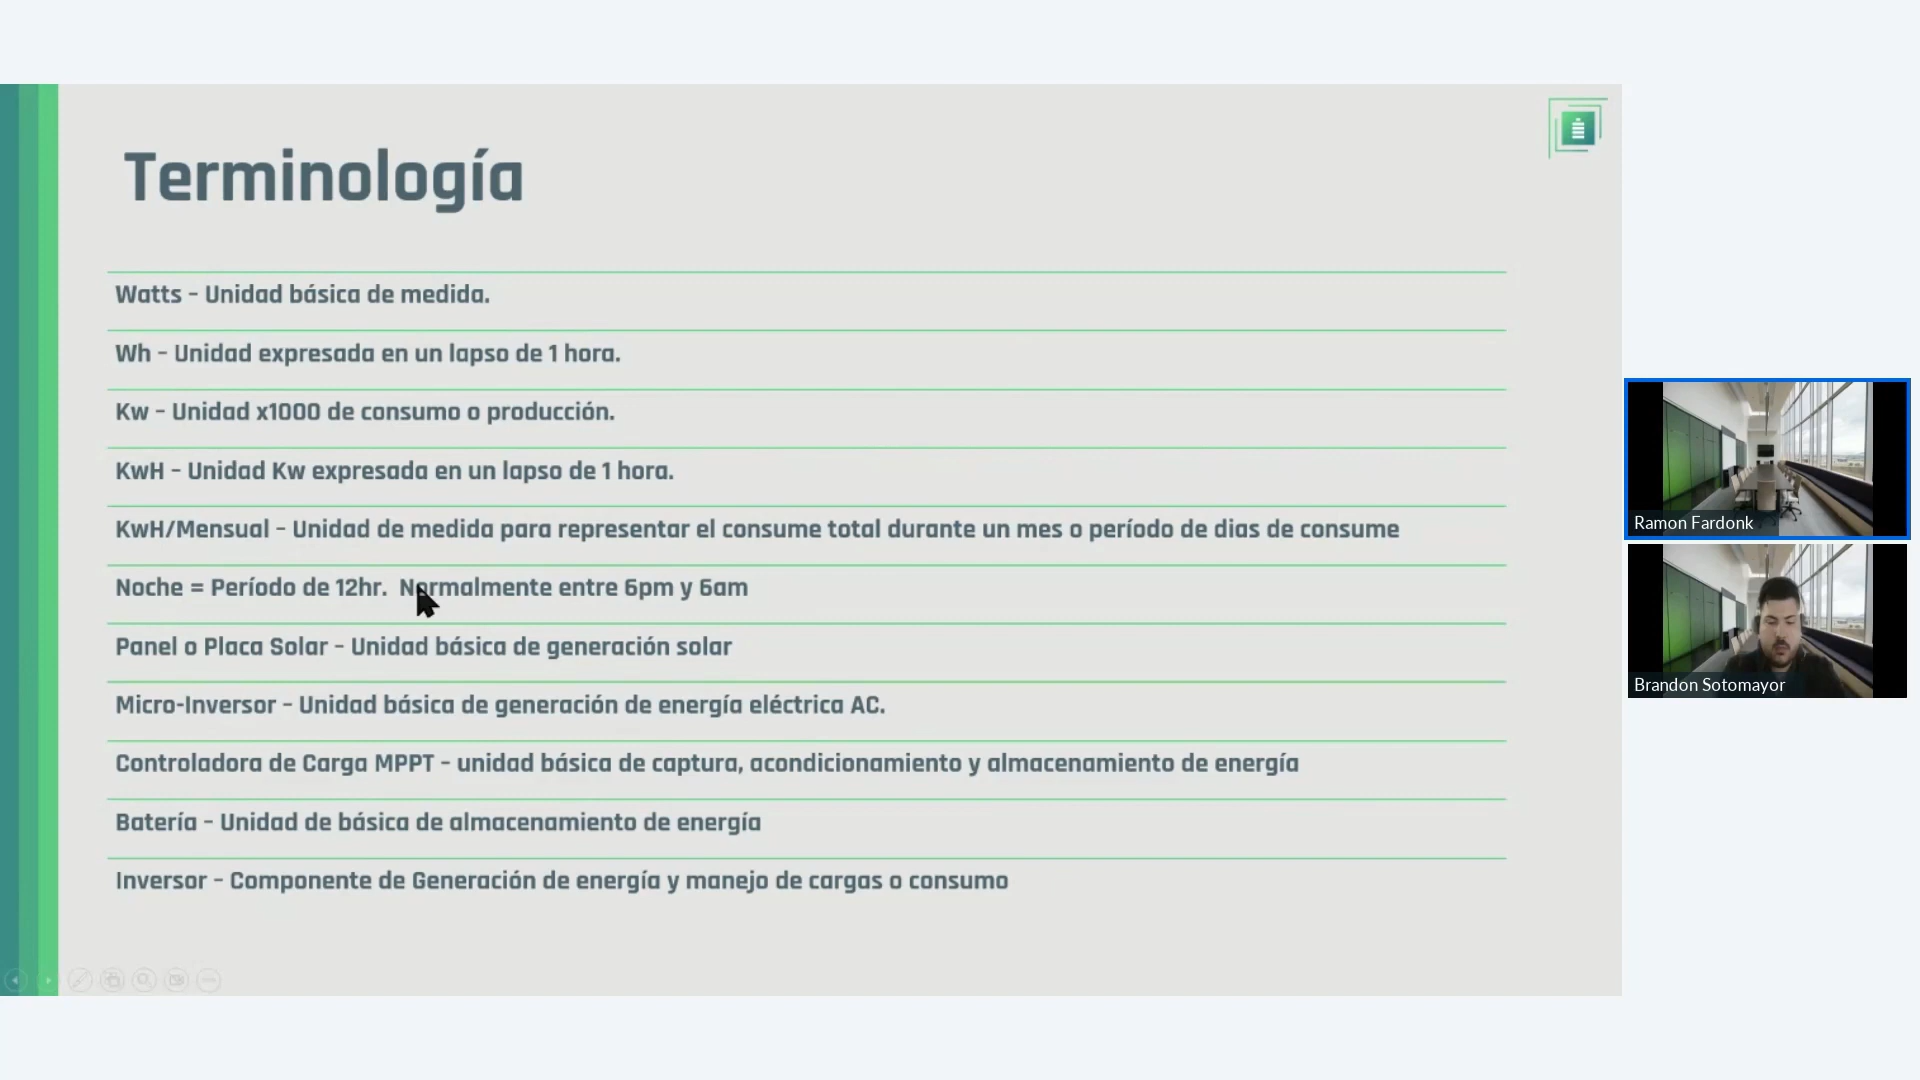 Terminología
Watts – Unidad básica de medida.
Wh – Unidad expresada en un lapso de 1 hora.
Kw – Unidad x1000 de consumo o producción.
KwH – Unidad Kw expresada en un lapso de 1 hora.
KwH/Mensual – Unidad de medida para representar el consume total durante un mes o período de dias de consume
Noche = Período de 12hr.  Normalmente entre 6pm y 6am
Panel o Placa Solar – Unidad básica de generación solar
Micro-Inversor – Unidad básica de generación de energía eléctrica AC.
Controladora de Carga MPPT – unidad básica de captura, acondicionamiento y almacenamiento de energía
Batería – Unidad de básica de almacenamiento de energía
Inversor – Componente de Generación de energía y manejo de cargas o consumo
Ramon Fardonk
Brandon Sotomayor